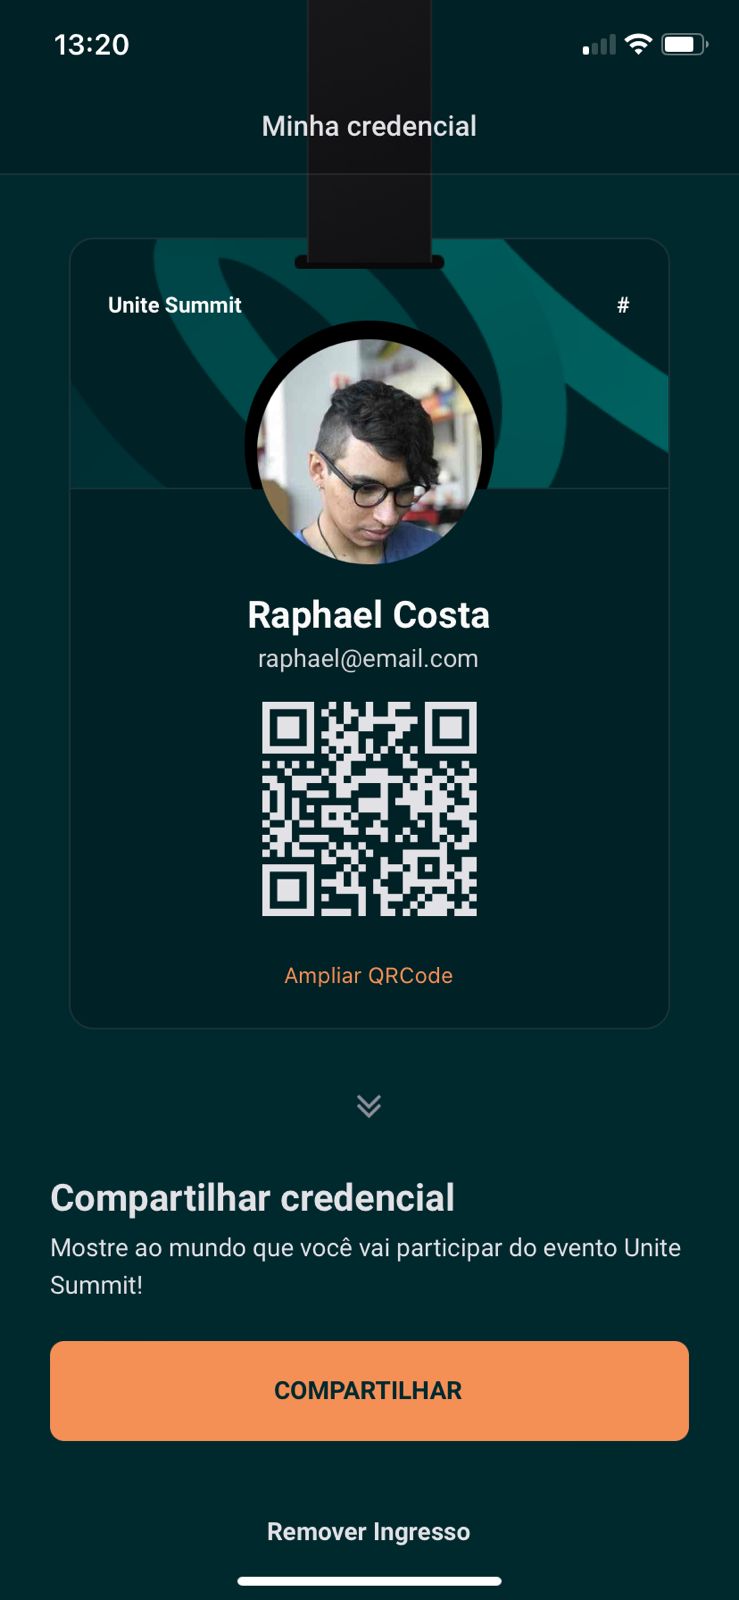 13:20
Minha credencial
Unite Summit
#
Raphael Costa
raphael@email.com
Ampliar QRCode
Compartilhar credencial
Mostre ao mundo que você vai participar do evento Unite
Summit!
COMPARTILHAR
Remover Ingresso